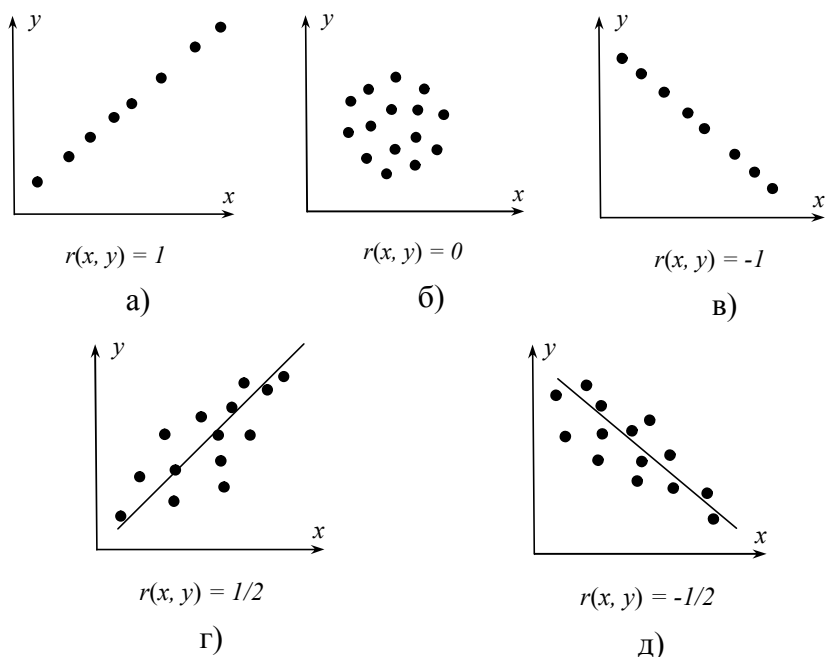 y
x
r(x, y) = 1
а)
y
x
r(x, y) = 0
б)
y
x
r(x, y) = -1
в)
y
x
r(x, y) = 1/2
г)
y
x
r(x, y) = -1/2
д)